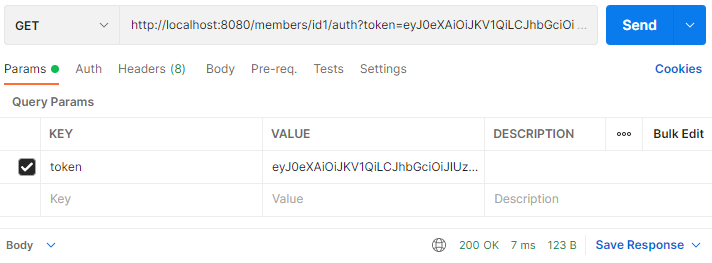 GET http://localhost:8080/members/id1/auth?token=eyJ0eXAiOiJKV1QiLCJhbGciOi ... Send
Params Auth Headers (8) Body Pre-req. Tests Settings Cookies
Query Params
KEY VALUE DESCRIPTION ooo Bulk Edit
token eyJ0eXAiOiJKV1QiLCJhbGciOiJIUz...
Key Value Description
Body 200 OK 7 ms 123 B Save Response